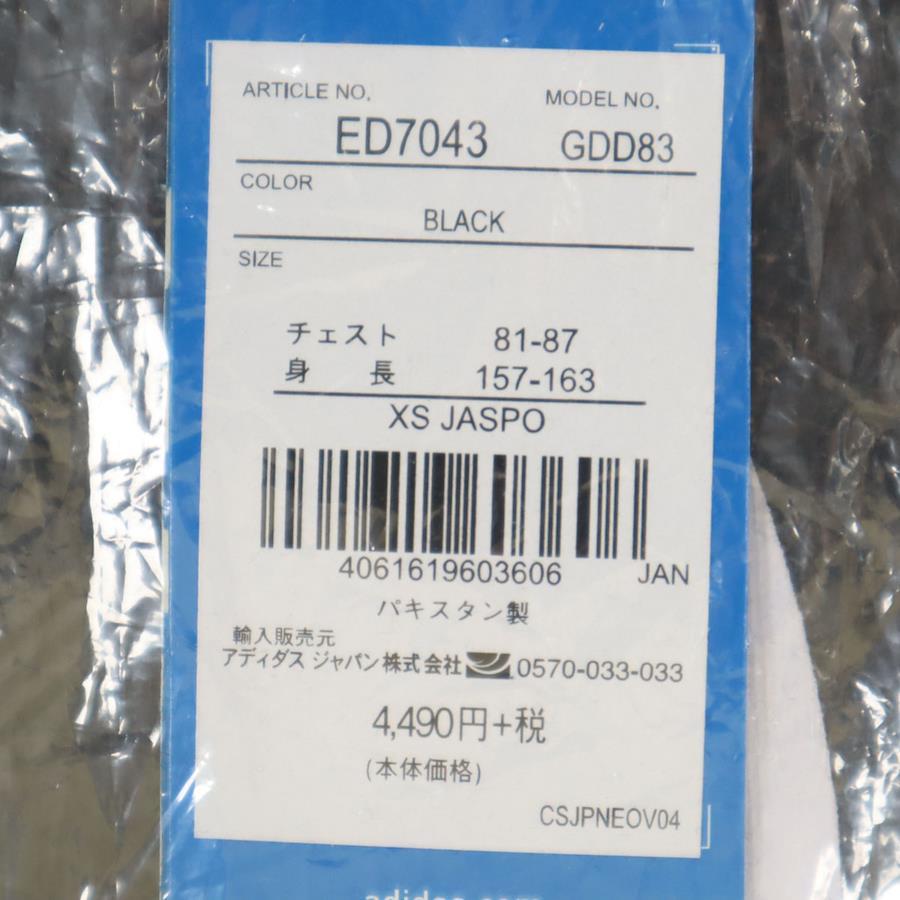 ARTICLE NO.
MODEL NO.
ED7043
GDD83
COLOR
BLACK
SIZE
チェスト 81-87
身長 157-163
XS JASPO
4061619603606 JAN
パキスタン製
輸入販売元
アディダス ジャパン株式会社 0570-033-033
4,490円+税
(本体価格)
CSJPNEOV04
adidas.com